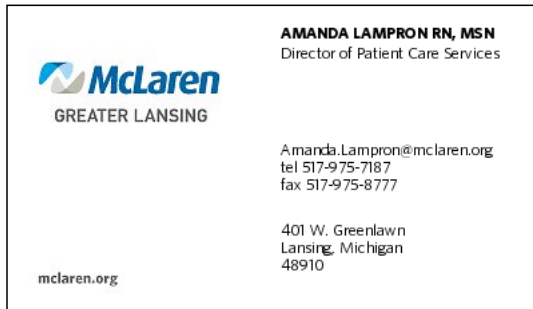 McLaren
GREATER LANSING
mclaren.org
AMANDA LAMPRON RN, MSN
Director of Patient Care Services
Amanda.Lampron@mclaren.org
tel 517-975-7187
fax 517-975-8777
401 W. Greenlawn
Lansing, Michigan
48910